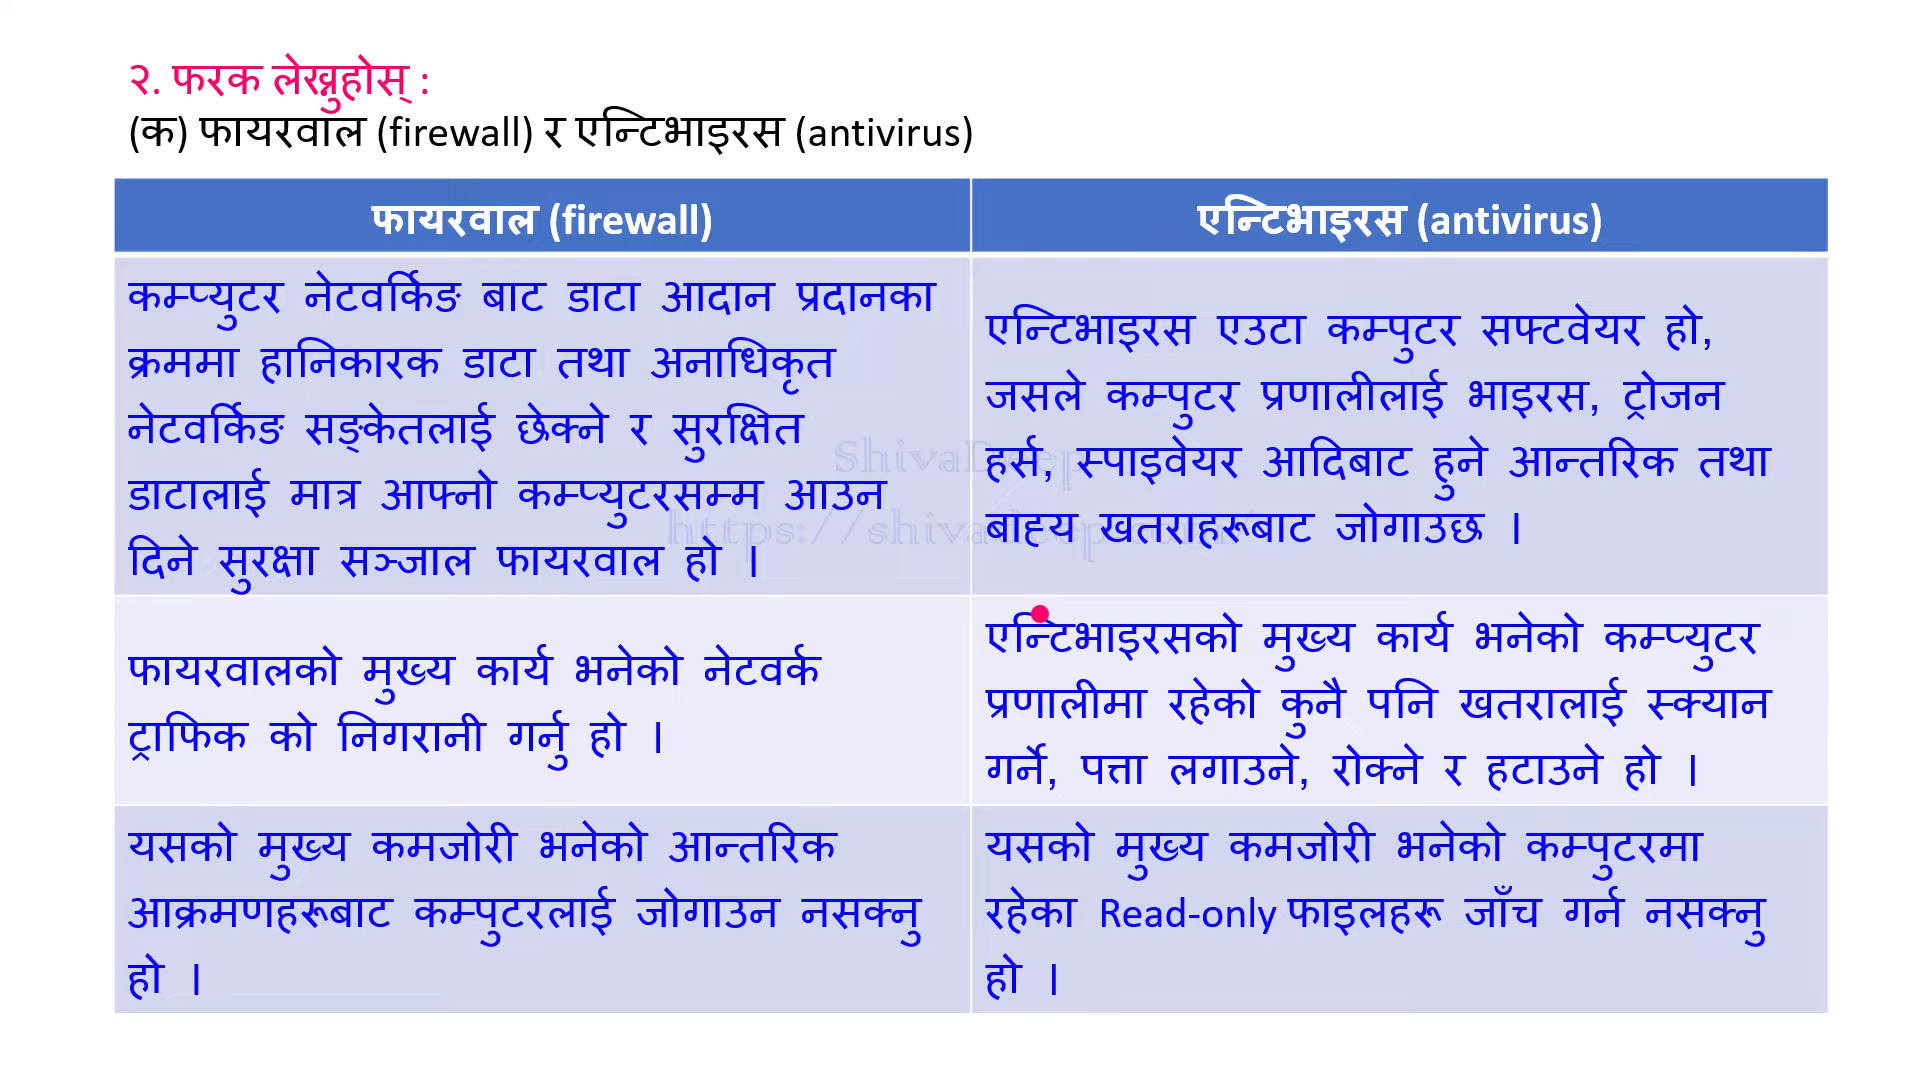 २. फरक लेख्नुहोस् :
(क) फायरवाल (firewall) र एन्टिभाइरस (antivirus)
फायरवाल (firewall)
एन्टिभाइरस (antivirus)
कम्प्युटर नेटवर्किङ बाट डाटा आदान प्रदानका
क्रममा हानिकारक डाटा तथा अनाधिकृत
नेटवर्किङ सङ्केतलाई छेक्ने र सुरक्षित
डाटालाई मात्र आफ्नो कम्प्युटरसम्म आउन
दिने सुरक्षा सञ्जाल फायरवाल हो ।
एन्टिभाइरस एउटा कम्पुटर सफ्टवेयर हो,
जसले कम्पुटर प्रणालीलाई भाइरस, ट्रोजन
हर्स, स्पाइवेयर आदिबाट हुने आन्तरिक तथा
बाह्य खतराहरूबाट जोगाउछ ।
फायरवालको मुख्य कार्य भनेको नेटवर्क
ट्राफिक को निगरानी गर्नु हो ।
एन्टिभाइरसको मुख्य कार्य भनेको कम्प्युटर
प्रणालीमा रहेको कुनै पनि खतरालाई स्क्यान
गर्ने, पत्ता लगाउने, रोक्ने र हटाउने हो ।
यसको मुख्य कमजोरी भनेको आन्तरिक
आक्रमणहरूबाट कम्पुटरलाई जोगाउन नसक्नु
हो ।
यसको मुख्य कमजोरी भनेको कम्पुटरमा
रहेका Read-only फाइलहरू जाँच गर्न नसक्नु
हो ।
ShivaDeep
https://shivadeep.com/